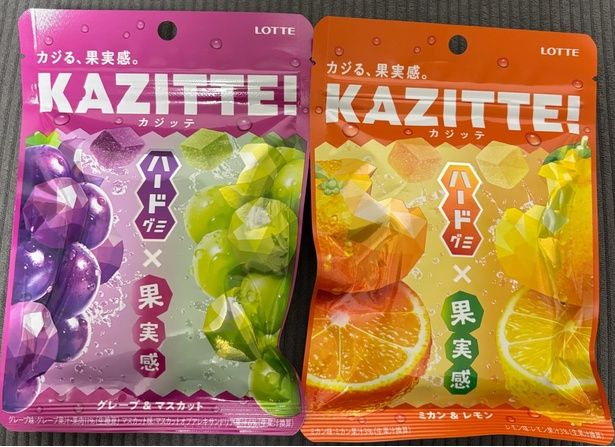 LOTTE
カジる、果実感。
KAZITTE!
カジッテ
ハード
グミ
×
果実感
グレープ & マスカット
LOTTE
カジる、果実感。
KAZITTE!
カジッテ
ハード
グミ
×
果実感
ミカン & レモン